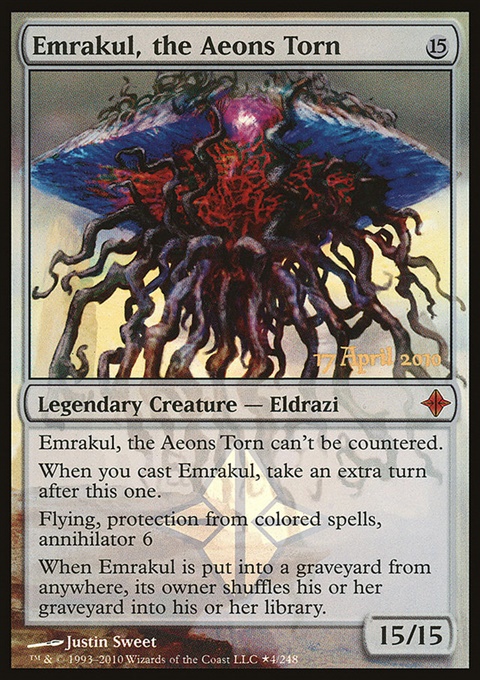 Emrakul, the Aeons Torn
15
17 April 2010
Legendary Creature — Eldrazi
Emrakul, the Aeons Torn can't be countered.
When you cast Emrakul, take an extra turn
after this one.
Flying, protection from colored spells,
annihilator 6
When Emrakul is put into a graveyard from
anywhere, its owner shuffles his or her
graveyard into his or her library.
15/15
Justin Sweet
™ & © 1993–2010 Wizards of the Coast LLC ★4/248